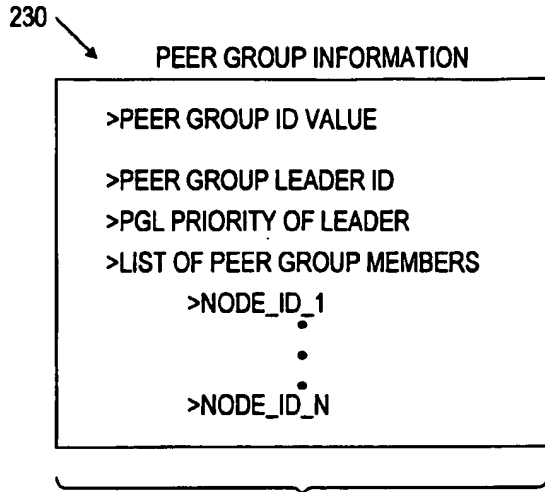 230
PEER GROUP INFORMATION
>PEER GROUP ID VALUE
>PEER GROUP LEADER ID
>PGL PRIORITY OF LEADER
>LIST OF PEER GROUP MEMBERS
>NODE_ID_1
>NODE_ID_N